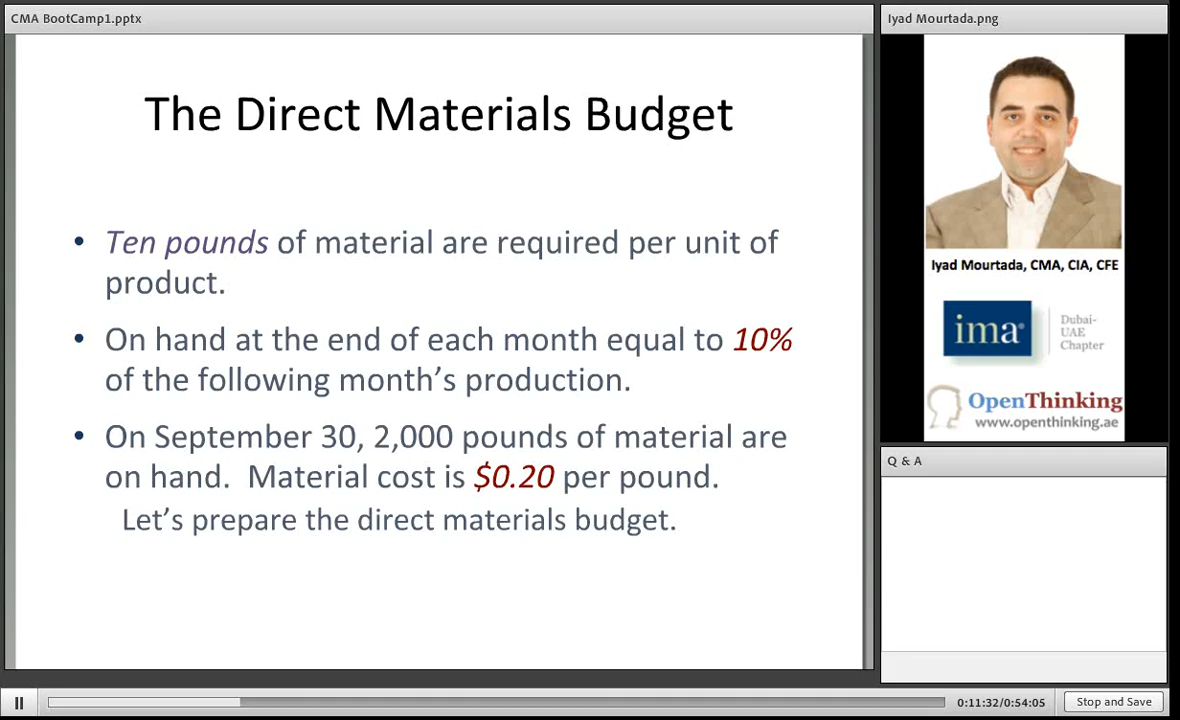 CMA BootCamp1.pptx
The Direct Materials Budget
• Ten pounds of material are required per unit of
product.
• On hand at the end of each month equal to 10%
of the following month’s production.
• On September 30, 2,000 pounds of material are
on hand.  Material cost is $0.20 per pound.
Let’s prepare the direct materials budget.
Iyad Mourtada.png
Iyad Mourtada, CMA, CIA, CFE
ima®
Dubai-
UAE
Chapter
OpenThinking
www.openthinking.ae
Q & A
0:11:32/0:54:05
Stop and Save